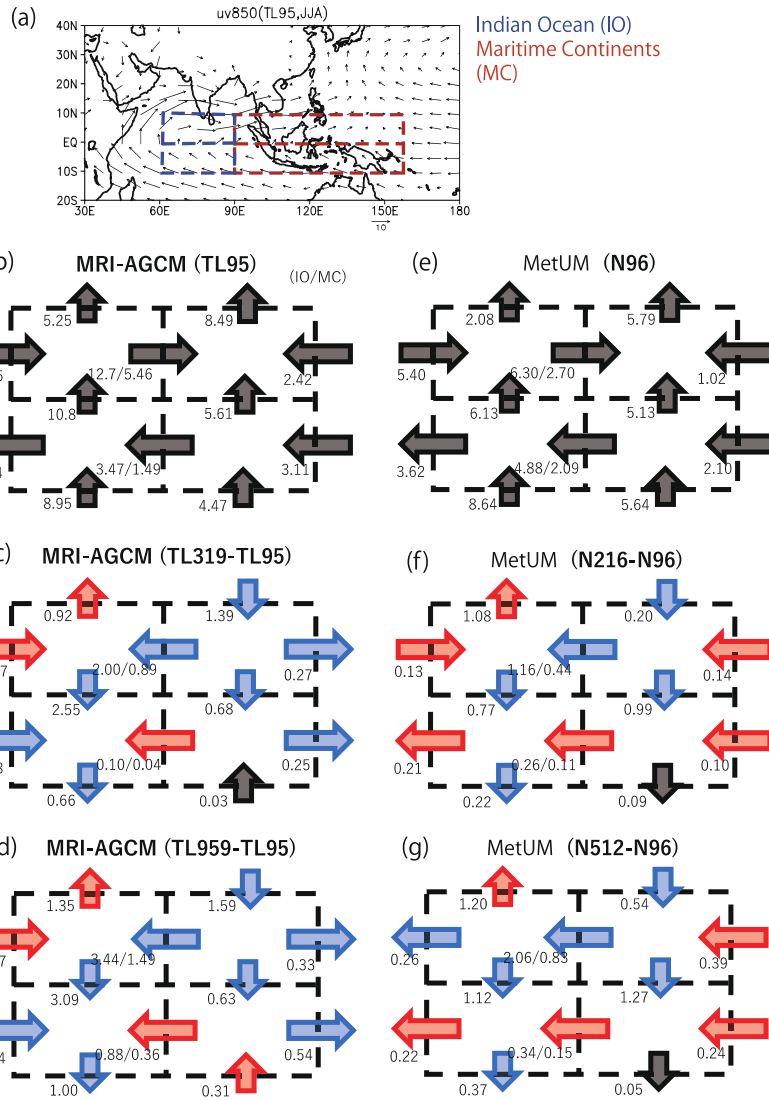 (a)
uv850(TL95,JJA)
Indian Ocean (IO)
Maritime Continents
(MC)
40N
30N
20N
10N
EQ
10S
20S
30E
60E
90E
120E
150E
180
10
MRI-AGCM (TL95)
(IO/MC)
5.25
8.49
12.7/5.46
2.42
10.8
5.61
3.47/1.49
3.11
8.95
4.47
(e)
MetUM (N96)
2.08
5.79
5.40
6.30/2.70
1.02
6.13
5.13
3.62
4.88/2.09
2.10
8.64
5.64
MRI-AGCM (TL319-TL95)
0.92
1.39
2.00/0.89
0.27
2.55
0.68
0.10/0.04
0.25
0.66
0.03
(f)
MetUM (N216-N96)
1.08
0.20
0.13
1.16/0.44
0.14
0.77
0.99
0.21
0.26/0.11
0.10
0.22
0.09
d)
MRI-AGCM (TL959-TL95)
1.35
1.59
3.44/1.49
0.33
3.09
0.63
0.88/0.36
0.54
1.00
0.31
(g)
MetUM (N512-N96)
1.20
0.54
0.26
2.06/0.83
0.39
1.12
1.27
0.22
0.34/0.15
0.24
0.37
0.05